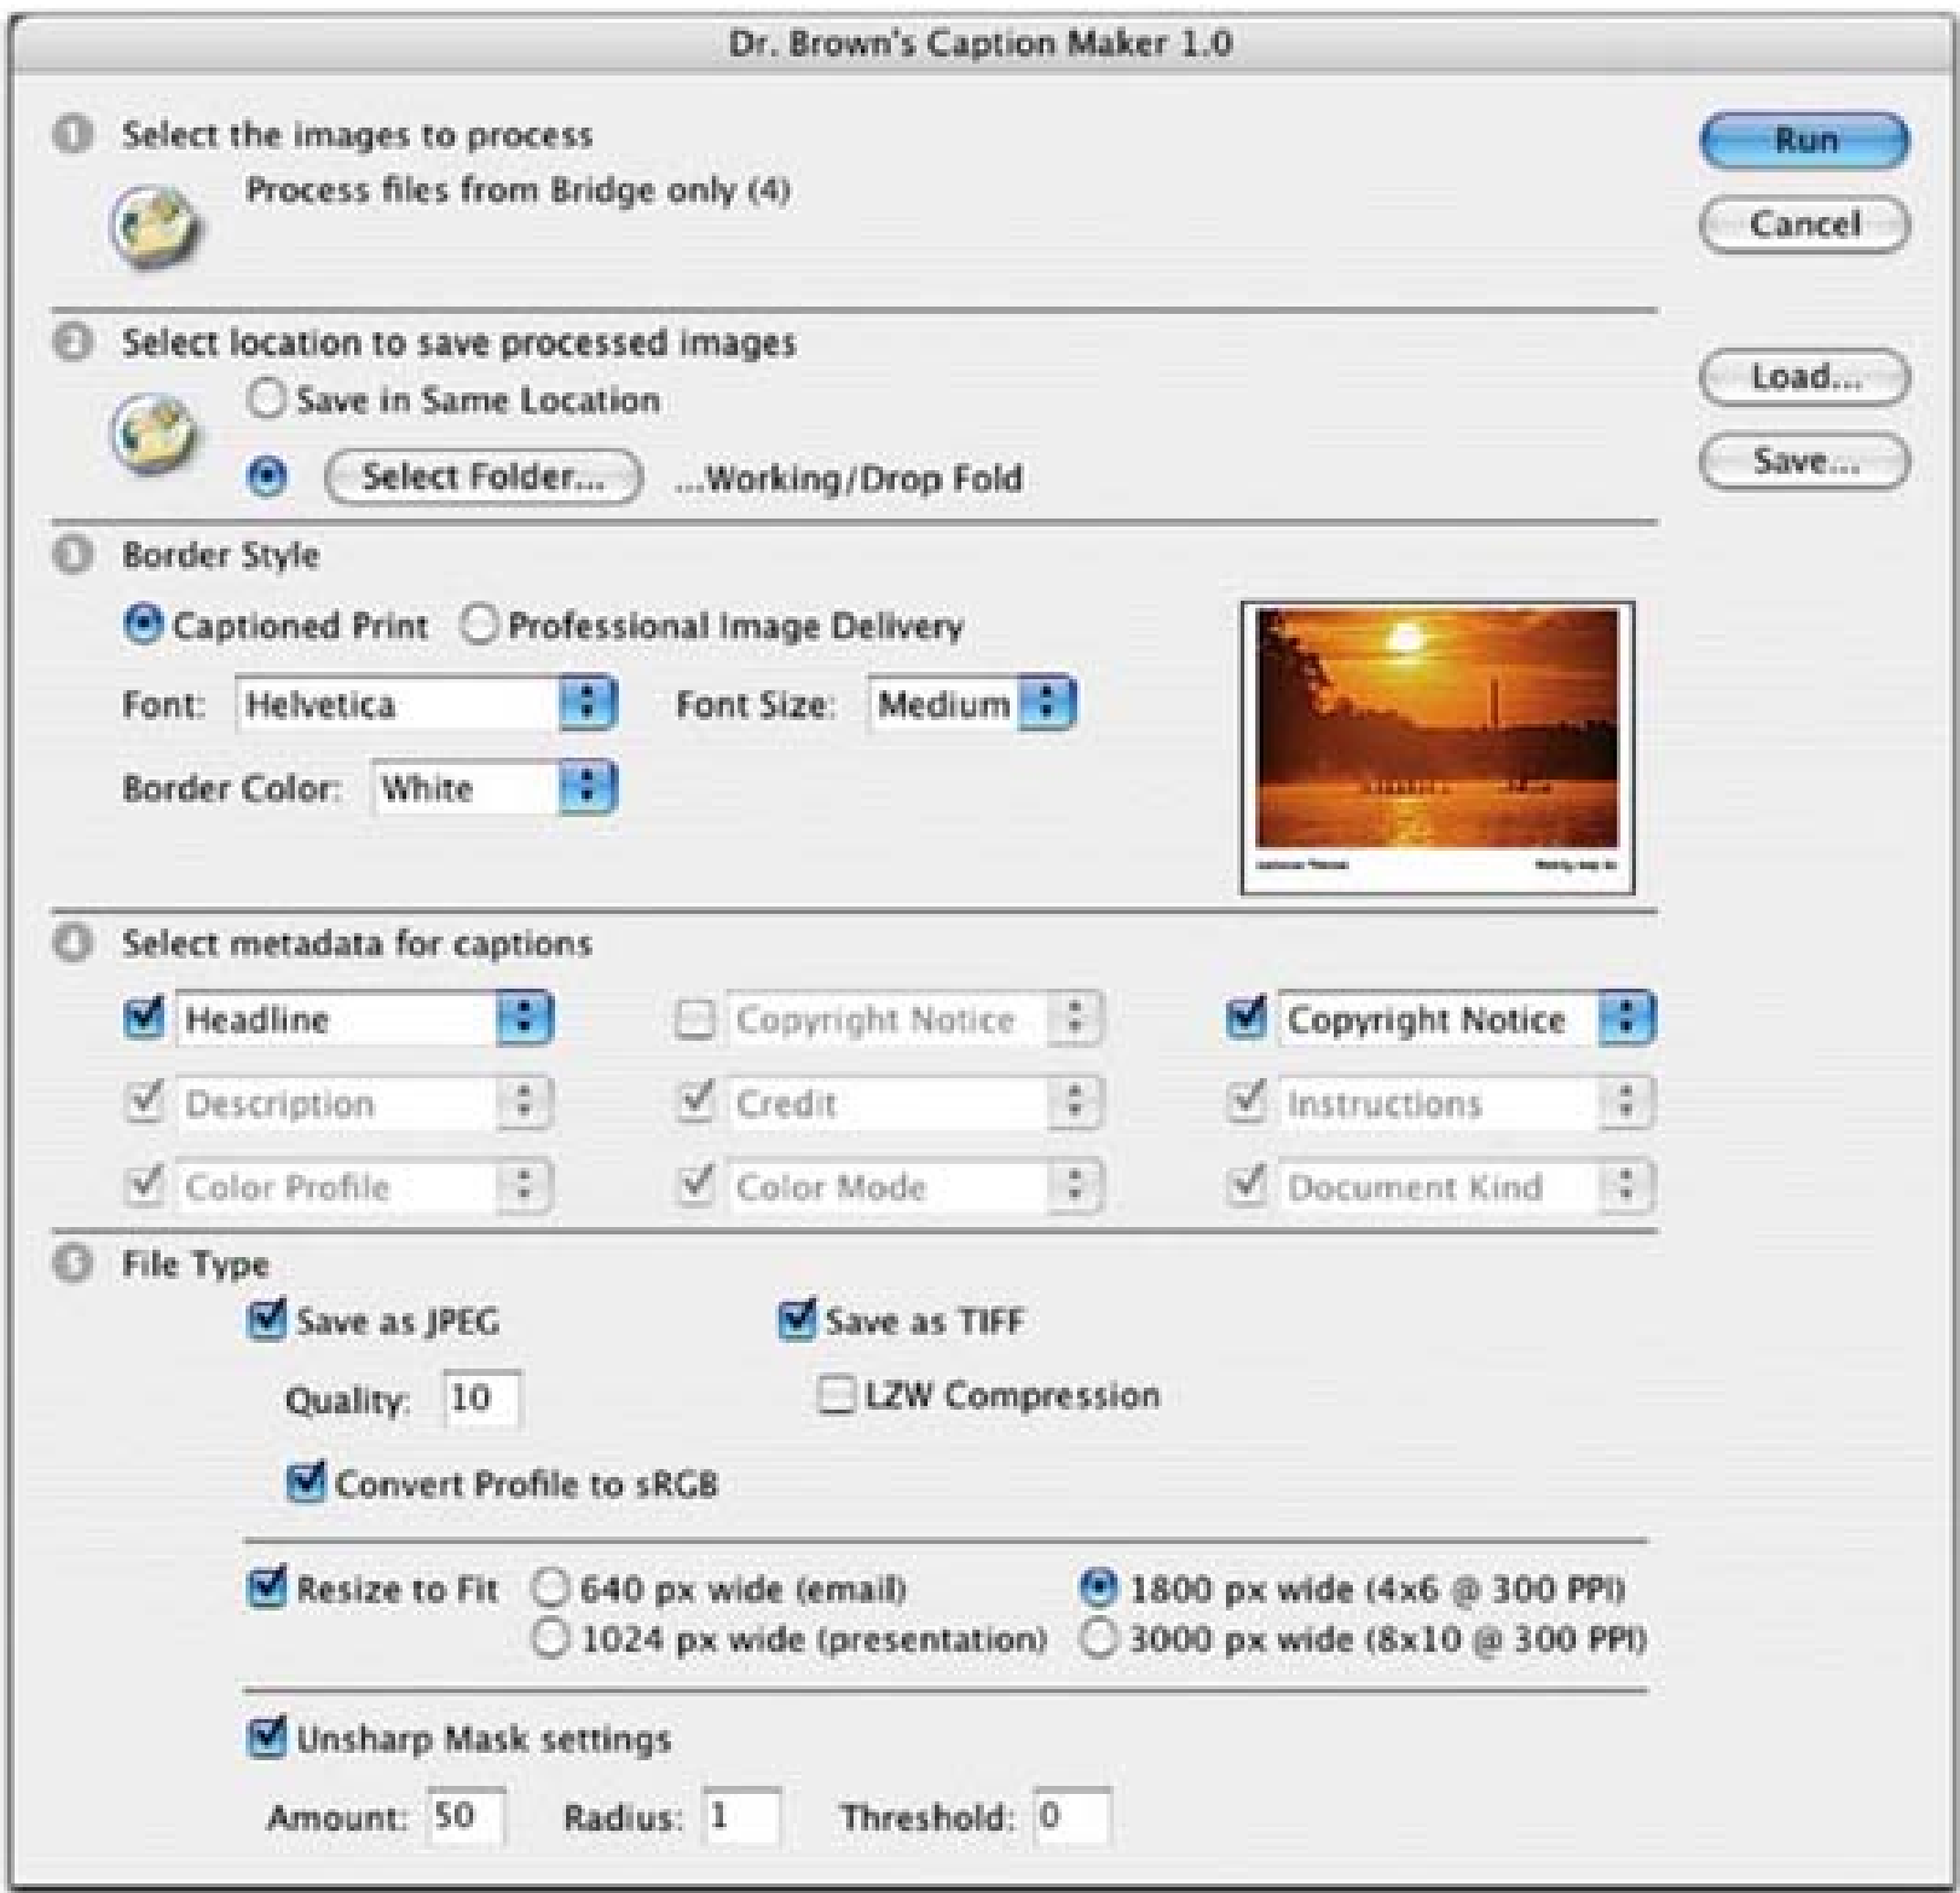 Dr. Brown's Caption Maker 1.0
1 Select the images to process
Process files from Bridge only (4)
Run
Cancel
2 Select location to save processed images
Save in Same Location
Select Folder... ...Working/Drop Fold
Load...
Save...
3 Border Style
Captioned Print Professional Image Delivery
Font: Helvetica Font Size: Medium
Border Color: White
4 Select metadata for captions
Headline Copyright Notice Copyright Notice
Description Credit Instructions
Color Profile Color Mode Document Kind
5 File Type
Save as JPEG Save as TIFF
Quality: 10 LZW Compression
Convert Profile to sRGB
Resize to Fit 640 px wide (email) 1800 px wide (4x6 @ 300 PPI)
1024 px wide (presentation) 3000 px wide (8x10 @ 300 PPI)
Unsharp Mask settings
Amount: 50 Radius: 1 Threshold: 0